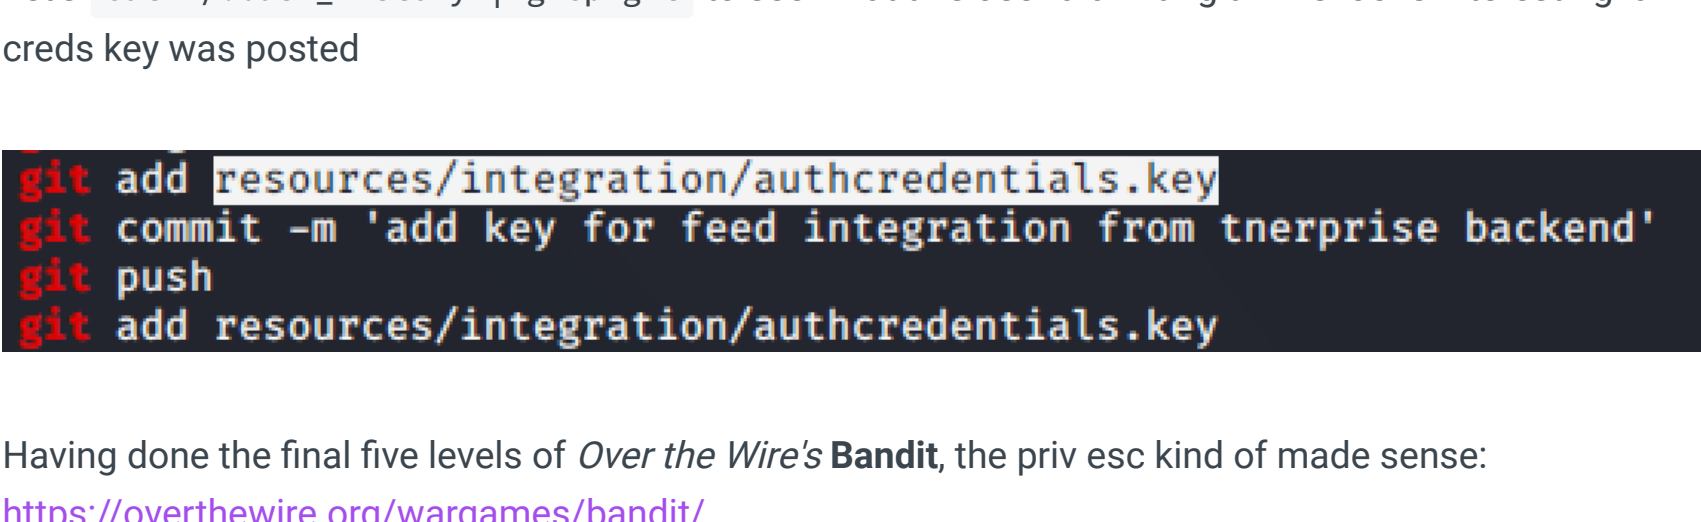 creds key was posted
git add resources/integration/authcredentials.key
git commit -m 'add key for feed integration from tnerprise backend'
git push
git add resources/integration/authcredentials.key
Having done the final five levels of Over the Wire's Bandit, the priv esc kind of made sense:
https://overthewire.org/wargames/bandit/